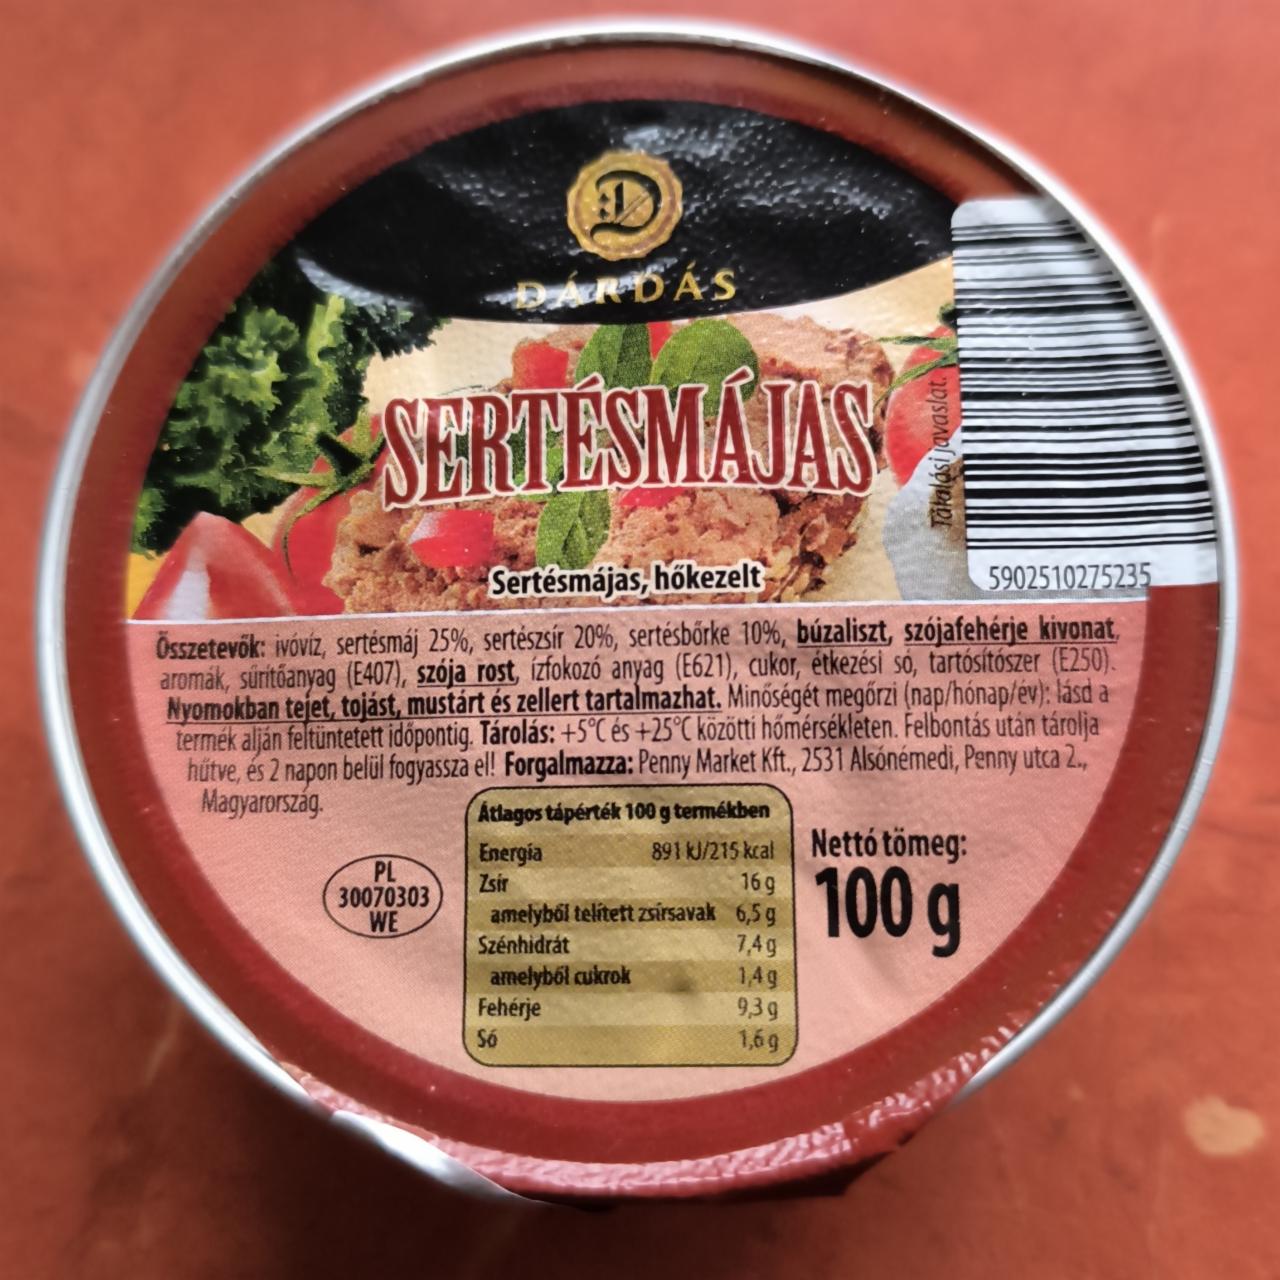 DÁRDÁS
SERTÉSMÁJAS
Tálalási javaslat.
Sertésmájas, hőkezelt
5902510275235
Összetevők: ivóvíz, sertésmáj 25%, sertészsír 20%, sertésbőrke 10%, búzaliszt, szójafehérje kivonat,
aromák, sűrítőanyag (E407), szója rost, ízfokozó anyag (E621), cukor, étkezési só, tartósítószer (E250).
Nyomokban tejet, tojást, mustárt és zellert tartalmazhat. Minőségét megőrzi (nap/hónap/év): lásd a
termék alján feltüntetett időpontig. Tárolás: +5°C és +25°C közötti hőmérsékleten. Felbontás után tárolja
hűtve, és 2 napon belül fogyassza el! Forgalmazza: Penny Market Kft., 2531 Alsónémedi, Penny utca 2.,
Magyarország.
Átlagos tápérték 100 g termékben
Energia 891 kJ/215 kcal
Zsír 16 g
amelyből telített zsírsavak 6,5 g
Szénhidrát 7,4 g
amelyből cukrok 1,4 g
Fehérje 9,3 g
Só 1,6 g
PL
30070303
WE
Nettó tömeg:
100 g